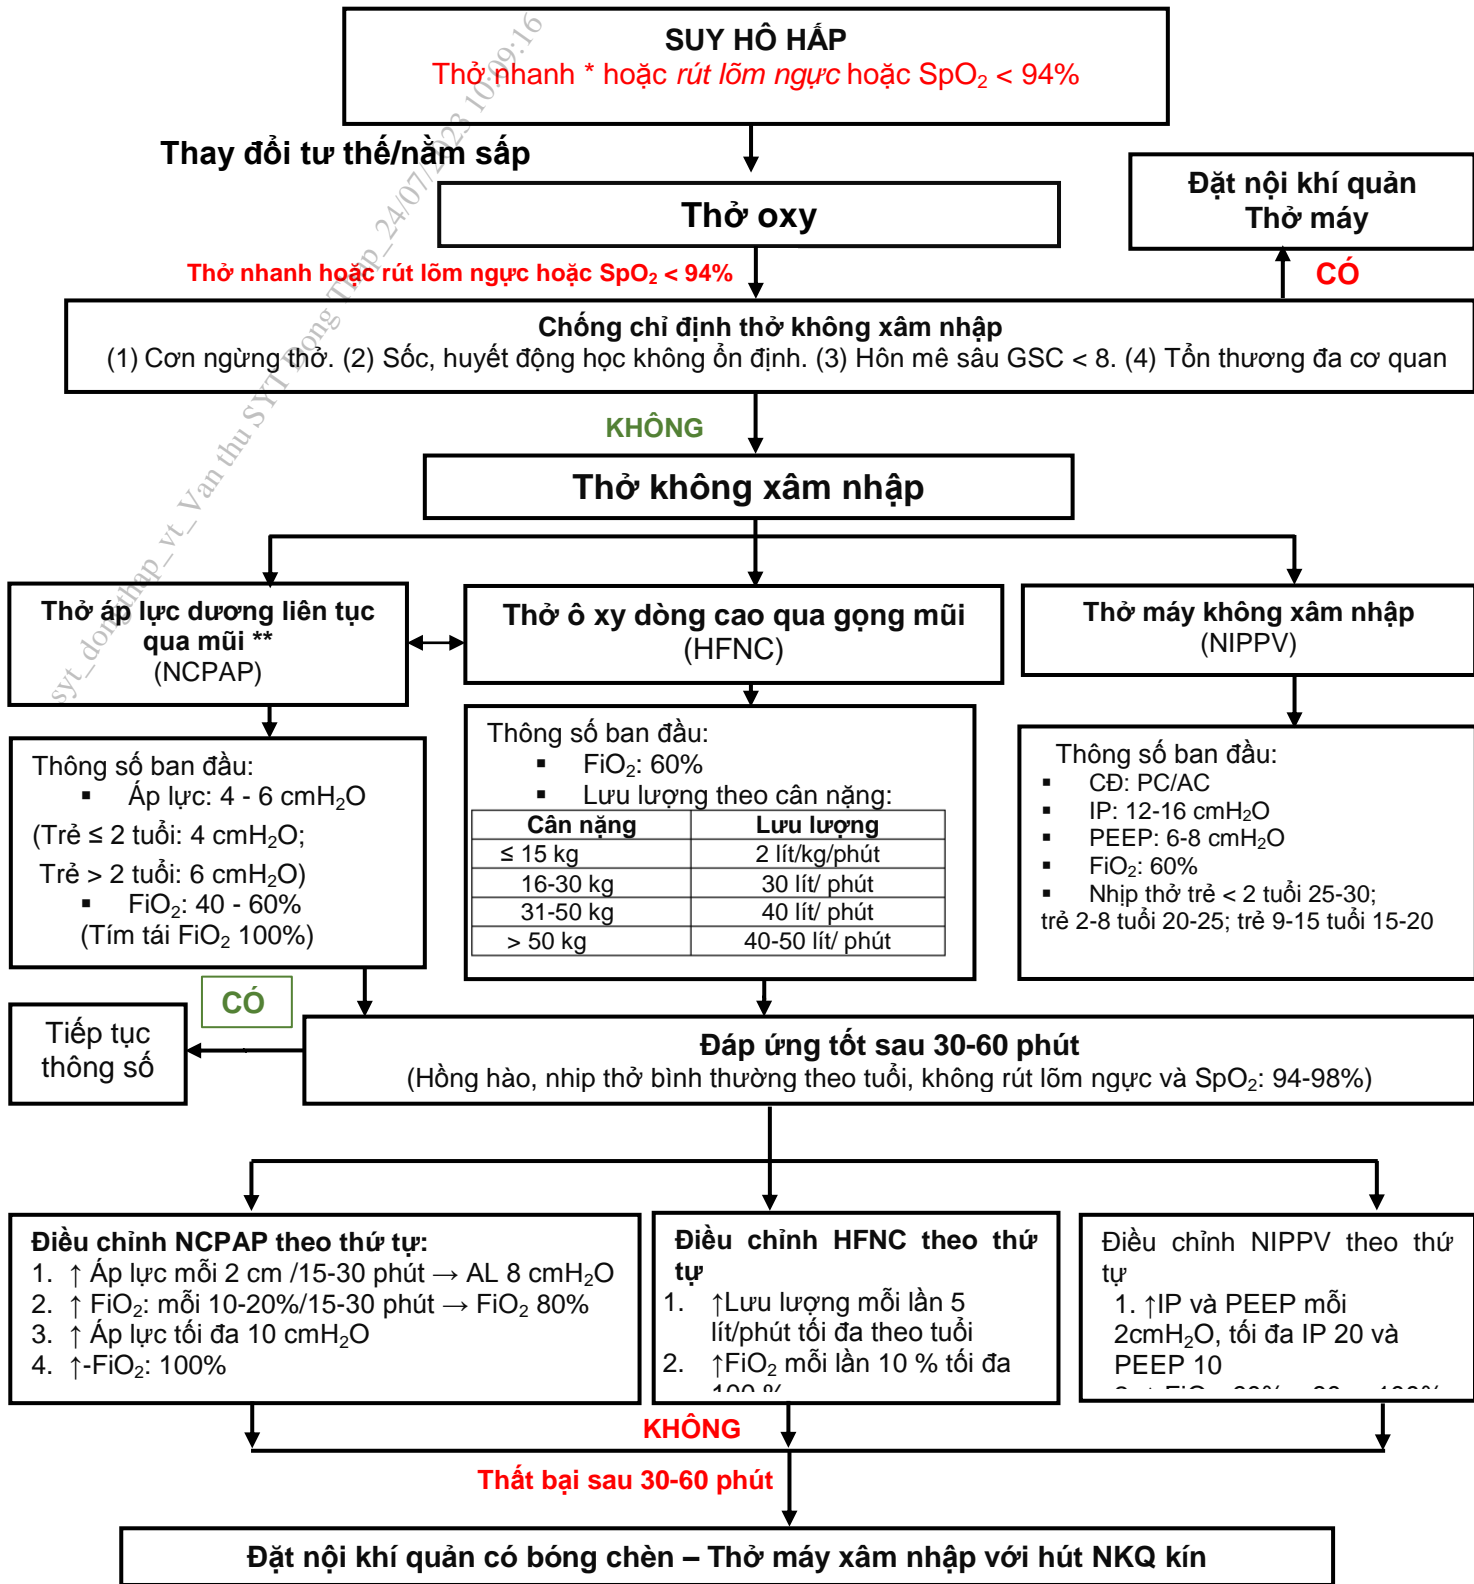 SUY HÔ HẤP
Thở nhanh * hoặc rút lõm ngực hoặc SpO₂ < 94%
Thay đổi tư thế/nằm sấp
Đặt nội khí quản
Thở máy
Thở oxy
Thở nhanh hoặc rút lõm ngực hoặc SpO₂ < 94%
CÓ
Chống chỉ định thở không xâm nhập
(1) Cơn ngừng thở. (2) Sốc, huyết động học không ổn định. (3) Hôn mê sâu GSC < 8. (4) Tổn thương đa cơ quan
KHÔNG
Thở không xâm nhập
Thở áp lực dương liên tục
qua mũi **
(NCPAP)
Thở ô xy dòng cao qua gọng mũi
(HFNC)
Thở máy không xâm nhập
(NIPPV)
Thông số ban đầu:
▪ Áp lực: 4 - 6 cmH₂O
(Trẻ ≤ 2 tuổi: 4 cmH₂O;
Trẻ > 2 tuổi: 6 cmH₂O)
▪ FiO₂: 40 - 60%
(Tím tái FiO₂ 100%)
Thông số ban đầu:
▪ FiO₂: 60%
▪ Lưu lượng theo cân nặng:
Cân nặng Lưu lượng
≤ 15 kg 2 lít/kg/phút
16-30 kg 30 lít/ phút
31-50 kg 40 lít/ phút
> 50 kg 40-50 lít/ phút
Thông số ban đầu:
▪ CĐ: PC/AC
▪ IP: 12-16 cmH₂O
▪ PEEP: 6-8 cmH₂O
▪ FiO₂: 60%
▪ Nhịp thở trẻ < 2 tuổi 25-30;
trẻ 2-8 tuổi 20-25; trẻ 9-15 tuổi 15-20
CÓ
Tiếp tục
thông số
Đáp ứng tốt sau 30-60 phút
(Hồng hào, nhip thở bình thường theo tuổi, không rút lõm ngực và SpO₂: 94-98%)
Điều chỉnh NCPAP theo thứ tự:
1. ↑ Áp lực mỗi 2 cm /15-30 phút → AL 8 cmH₂O
2. ↑ FiO₂: mỗi 10-20%/15-30 phút → FiO₂ 80%
3. ↑ Áp lực tối đa 10 cmH₂O
4. ↑-FiO₂: 100%
Điều chỉnh HFNC theo thứ
tự
1. ↑Lưu lượng mỗi lần 5
lít/phút tối đa theo tuổi
2. ↑FiO₂ mỗi lần 10 % tối đa
100 %
Điều chỉnh NIPPV theo thứ
tự
1. ↑IP và PEEP mỗi
2cmH₂O, tối đa IP 20 và
PEEP 10
KHÔNG
Thất bại sau 30-60 phút
Đặt nội khí quản có bóng chèn – Thở máy xâm nhập với hút NKQ kín
syt_dongthap_vt_Van thu SYT Dong Thap_24/07/2023 10:09:16